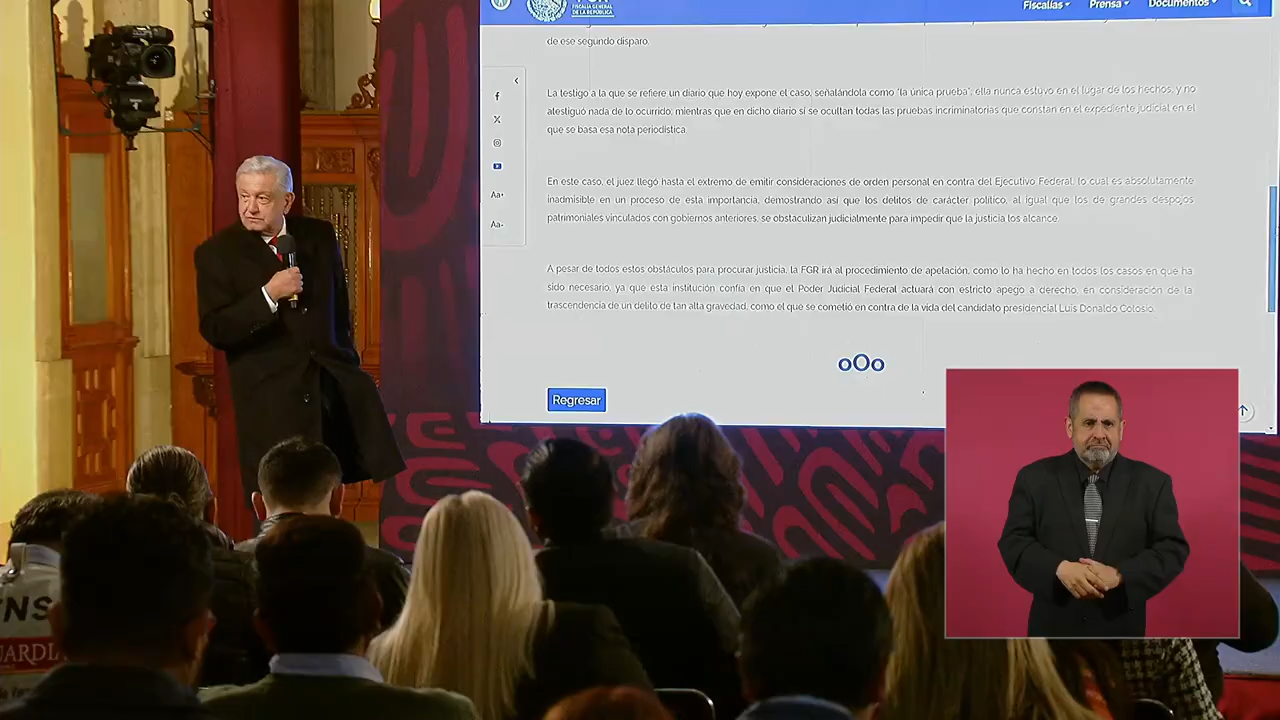 FISCALÍA GENERAL
DE LA REPÚBLICA
Fiscalías
Prensa
Documentos
de ese segundo disparo.
La testigo a la que se refiere un diario que hoy expone el caso, señalándola como “la única prueba”; ella nunca estuvo en el lugar de los hechos, y no
atestiguó nada de lo ocurrido; mientras que en dicho diario sí se ocultan todas las pruebas incriminatorias que constan en el expediente judicial en el
que se basa esa nota periodística.
En este caso, el juez llegó hasta el extremo de emitir consideraciones de orden personal en contra del Ejecutivo Federal, lo cual es absolutamente
inadmisible en un proceso de esta importancia, demostrando así que los delitos de carácter político, al igual que los de grandes despojos
patrimoniales vinculados con gobiernos anteriores, se obstaculizan judicialmente para impedir que la justicia los alcance.
A pesar de todos estos obstáculos para procurar justicia, la FGR irá al procedimiento de apelación, como lo ha hecho en todos los casos en que ha
sido necesario, ya que esta institución confía en que el Poder Judicial Federal actuará con estricto apego a derecho, en consideración de la
trascendencia de un delito de tan alta gravedad, como el que se cometió en contra de la vida del candidato presidencial Luis Donaldo Colosio.
oOo
Regresar
Aa+
Aa-